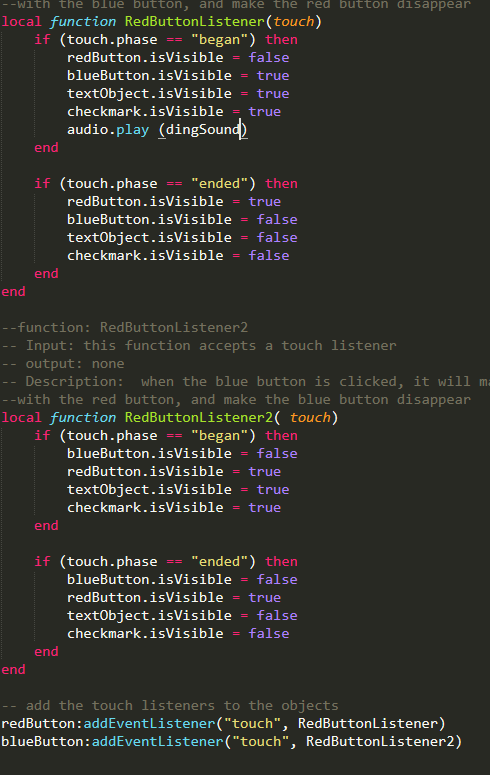 --with the blue button, and make the red button disappear
local function RedButtonListener(touch)
    if (touch.phase == "began") then
        redButton.isVisible = false
        blueButton.isVisible = true
        textObject.isVisible = true
        checkmark.isVisible = true
        audio.play (dingSound)
    end

    if (touch.phase == "ended") then
        redButton.isVisible = true
        blueButton.isVisible = false
        textObject.isVisible = false
        checkmark.isVisible = false
    end
end

--function: RedButtonListener2
-- Input: this function accepts a touch listener
-- output: none
-- Description:  when the blue button is clicked, it will
--with the red button, and make the blue button disappear
local function RedButtonListener2( touch)
    if (touch.phase == "began") then
        blueButton.isVisible = false
        redButton.isVisible = true
        textObject.isVisible = true
        checkmark.isVisible = true
    end

    if (touch.phase == "ended") then
        blueButton.isVisible = false
        redButton.isVisible = true
        textObject.isVisible = false
        checkmark.isVisible = false
    end
end

-- add the touch listeners to the objects
redButton:addEventListener("touch", RedButtonListener)
blueButton:addEventListener("touch", RedButtonListener2)